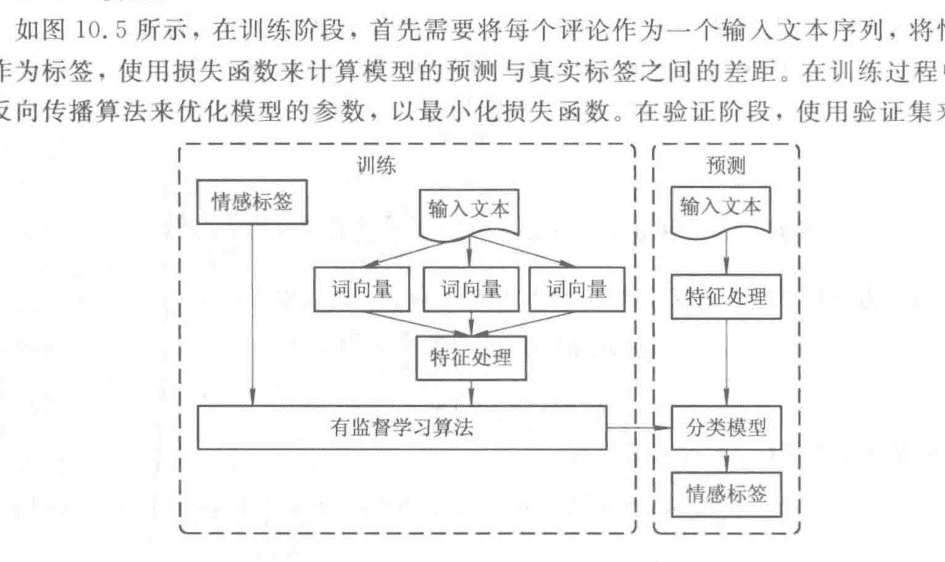 如图 10.5 所示，在训练阶段，首先需要将每个评论作为一个输入文本序列，将
作为标签，使用损失函数来计算模型的预测与真实标签之间的差距。在训练过程
反向传播算法来优化模型的参数，以最小化损失函数。在验证阶段，使用验证集来
训练
预测
情感标签
输入文本
输入文本
词向量
词向量
词向量
特征处理
特征处理
有监督学习算法
分类模型
情感标签